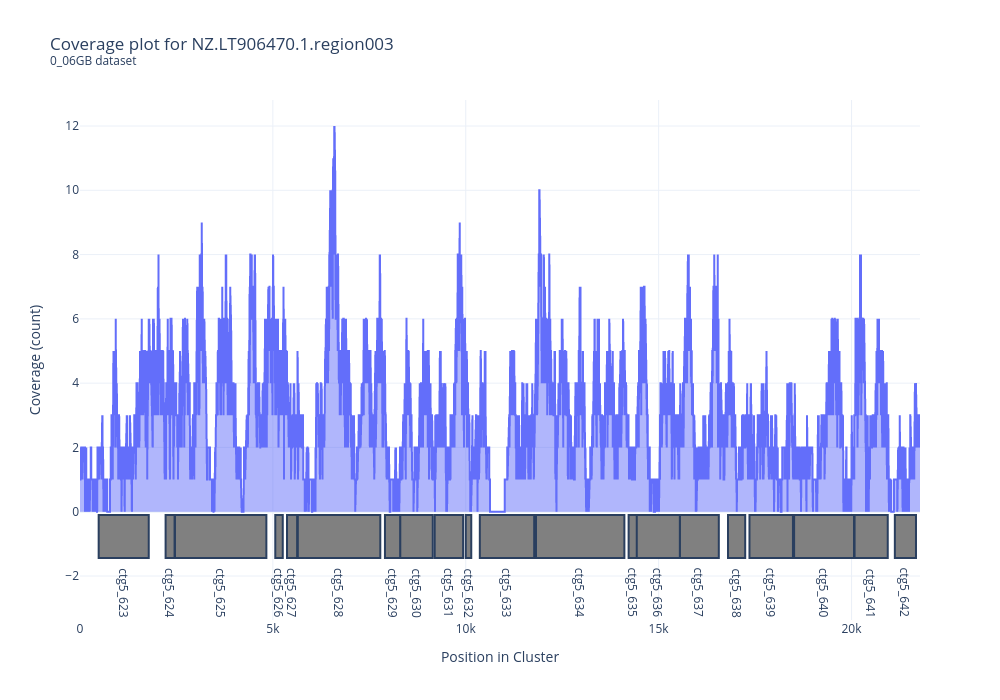 Coverage plot for NZ.LT906470.1.region003
0_06GB dataset
12
10
8
6
4
2
0
−2
Coverage (count)
ctg5_623
ctg5_624
ctg5_625
ctg5_626
ctg5_627
ctg5_628
ctg5_629
ctg5_630
ctg5_631
ctg5_632
ctg5_633
ctg5_634
ctg5_635
ctg5_636
ctg5_637
ctg5_638
ctg5_639
ctg5_640
ctg5_641
ctg5_642
0
5k
10k
15k
20k
Position in Cluster